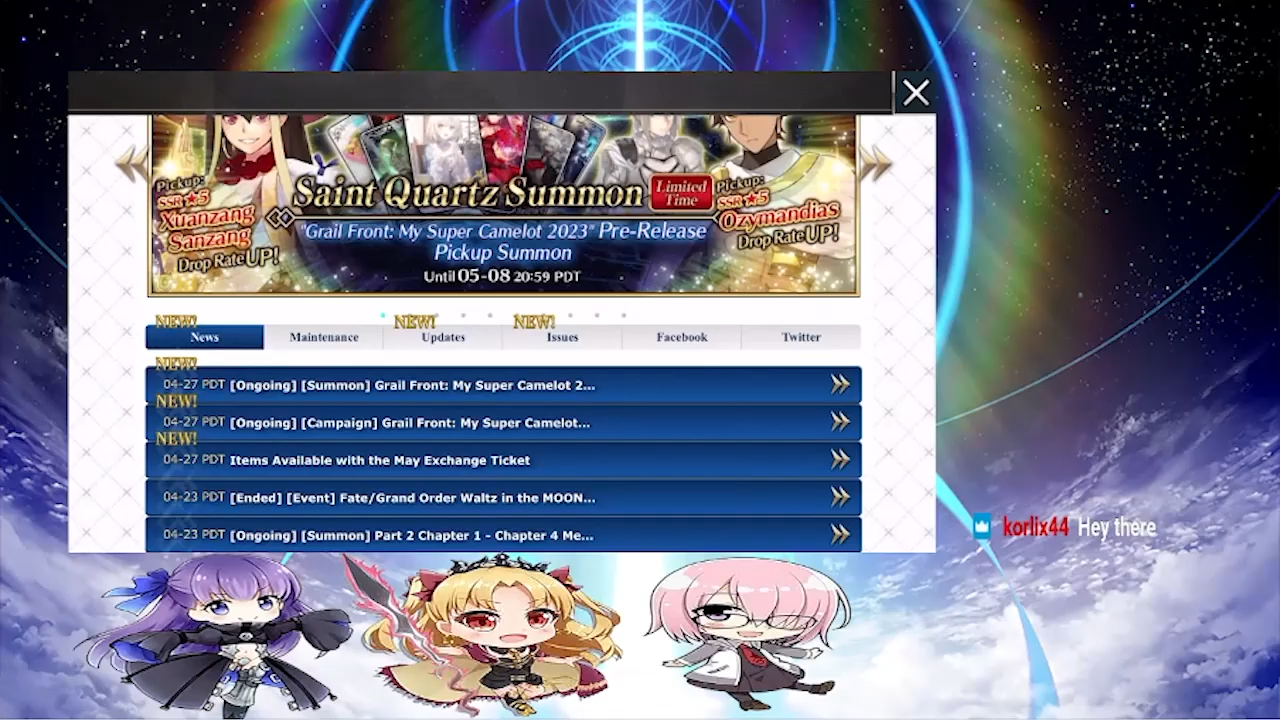 Pickup:
SSR ★5
Xuanzang
Sanzang
Drop Rate UP!
Saint Quartz Summon
Limited
Time
"Grail Front: My Super Camelot 2023" Pre-Release
Pickup Summon
Until 05-08 20:59 PDT
Pickup:
SSR ★5
Ozymandias
Drop Rate UP!
NEW! NEW! NEW!
News Maintenance Updates Issues Facebook Twitter
NEW!
04-27 PDT [Ongoing] [Summon] Grail Front: My Super Camelot 2...
NEW!
04-27 PDT [Ongoing] [Campaign] Grail Front: My Super Camelot...
NEW!
04-27 PDT Items Available with the May Exchange Ticket
04-23 PDT [Ended] [Event] Fate/Grand Order Waltz in the MOON...
04-23 PDT [Ongoing] [Summon] Part 2 Chapter 1 - Chapter 4 Me...
korlix44 Hey there